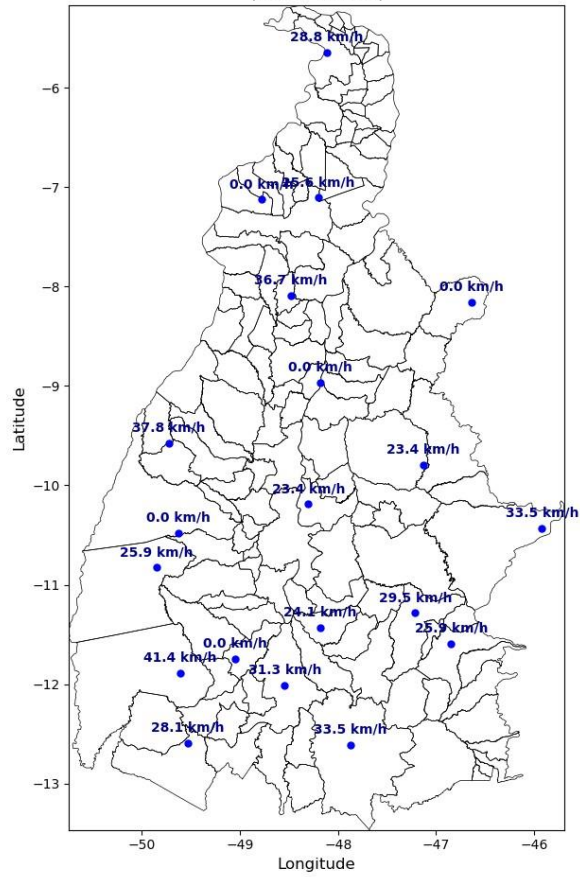 28.8 km/h
−6
0.0 km/h
25.6 km/h
−7
36.7 km/h
0.0 km/h
−8
0.0 km/h
−9
37.8 km/h
23.4 km/h
Latitude
−10
23.4 km/h
33.5 km/h
0.0 km/h
25.9 km/h
−11
29.5 km/h
24.1 km/h
25.9 km/h
0.0 km/h
41.4 km/h
31.3 km/h
−12
28.1 km/h
33.5 km/h
−13
−50 −49 −48 −47 −46
Longitude